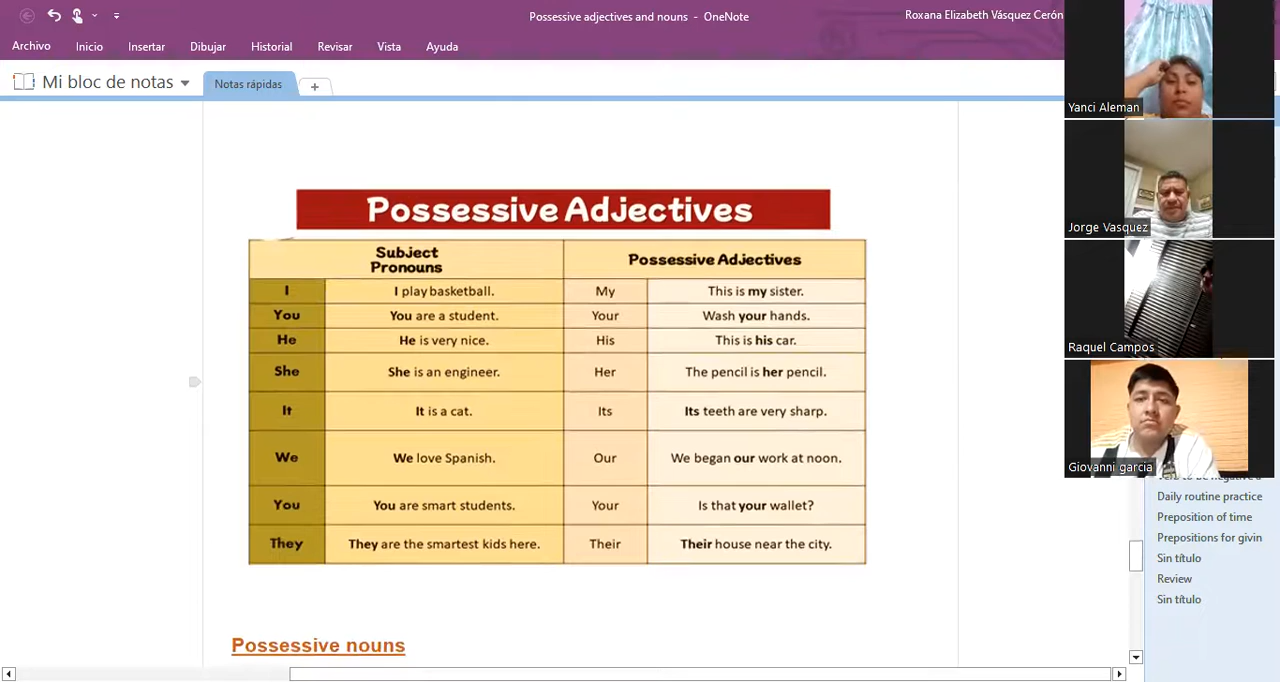 Possessive adjectives and nouns - OneNote
Roxana Elizabeth Vásquez Cerón
Archivo Inicio Insertar Dibujar Historial Revisar Vista Ayuda
Mi bloc de notas
Notas rápidas
+
Possessive Adjectives
Subject Pronouns Possessive Adjectives
I I play basketball. My This is my sister.
You You are a student. Your Wash your hands.
He He is very nice. His This is his car.
She She is an engineer. Her The pencil is her pencil.
It It is a cat. Its Its teeth are very sharp.
We We love Spanish. Our We began our work at noon.
You You are smart students. Your Is that your wallet?
They They are the smartest kids here. Their Their house near the city.
Possessive nouns
Yanci Aleman
Jorge Vasquez
Raquel Campos
Giovanni garcia
Daily routine practice
Preposition of time
Prepositions for givin
Sin título
Review
Sin título